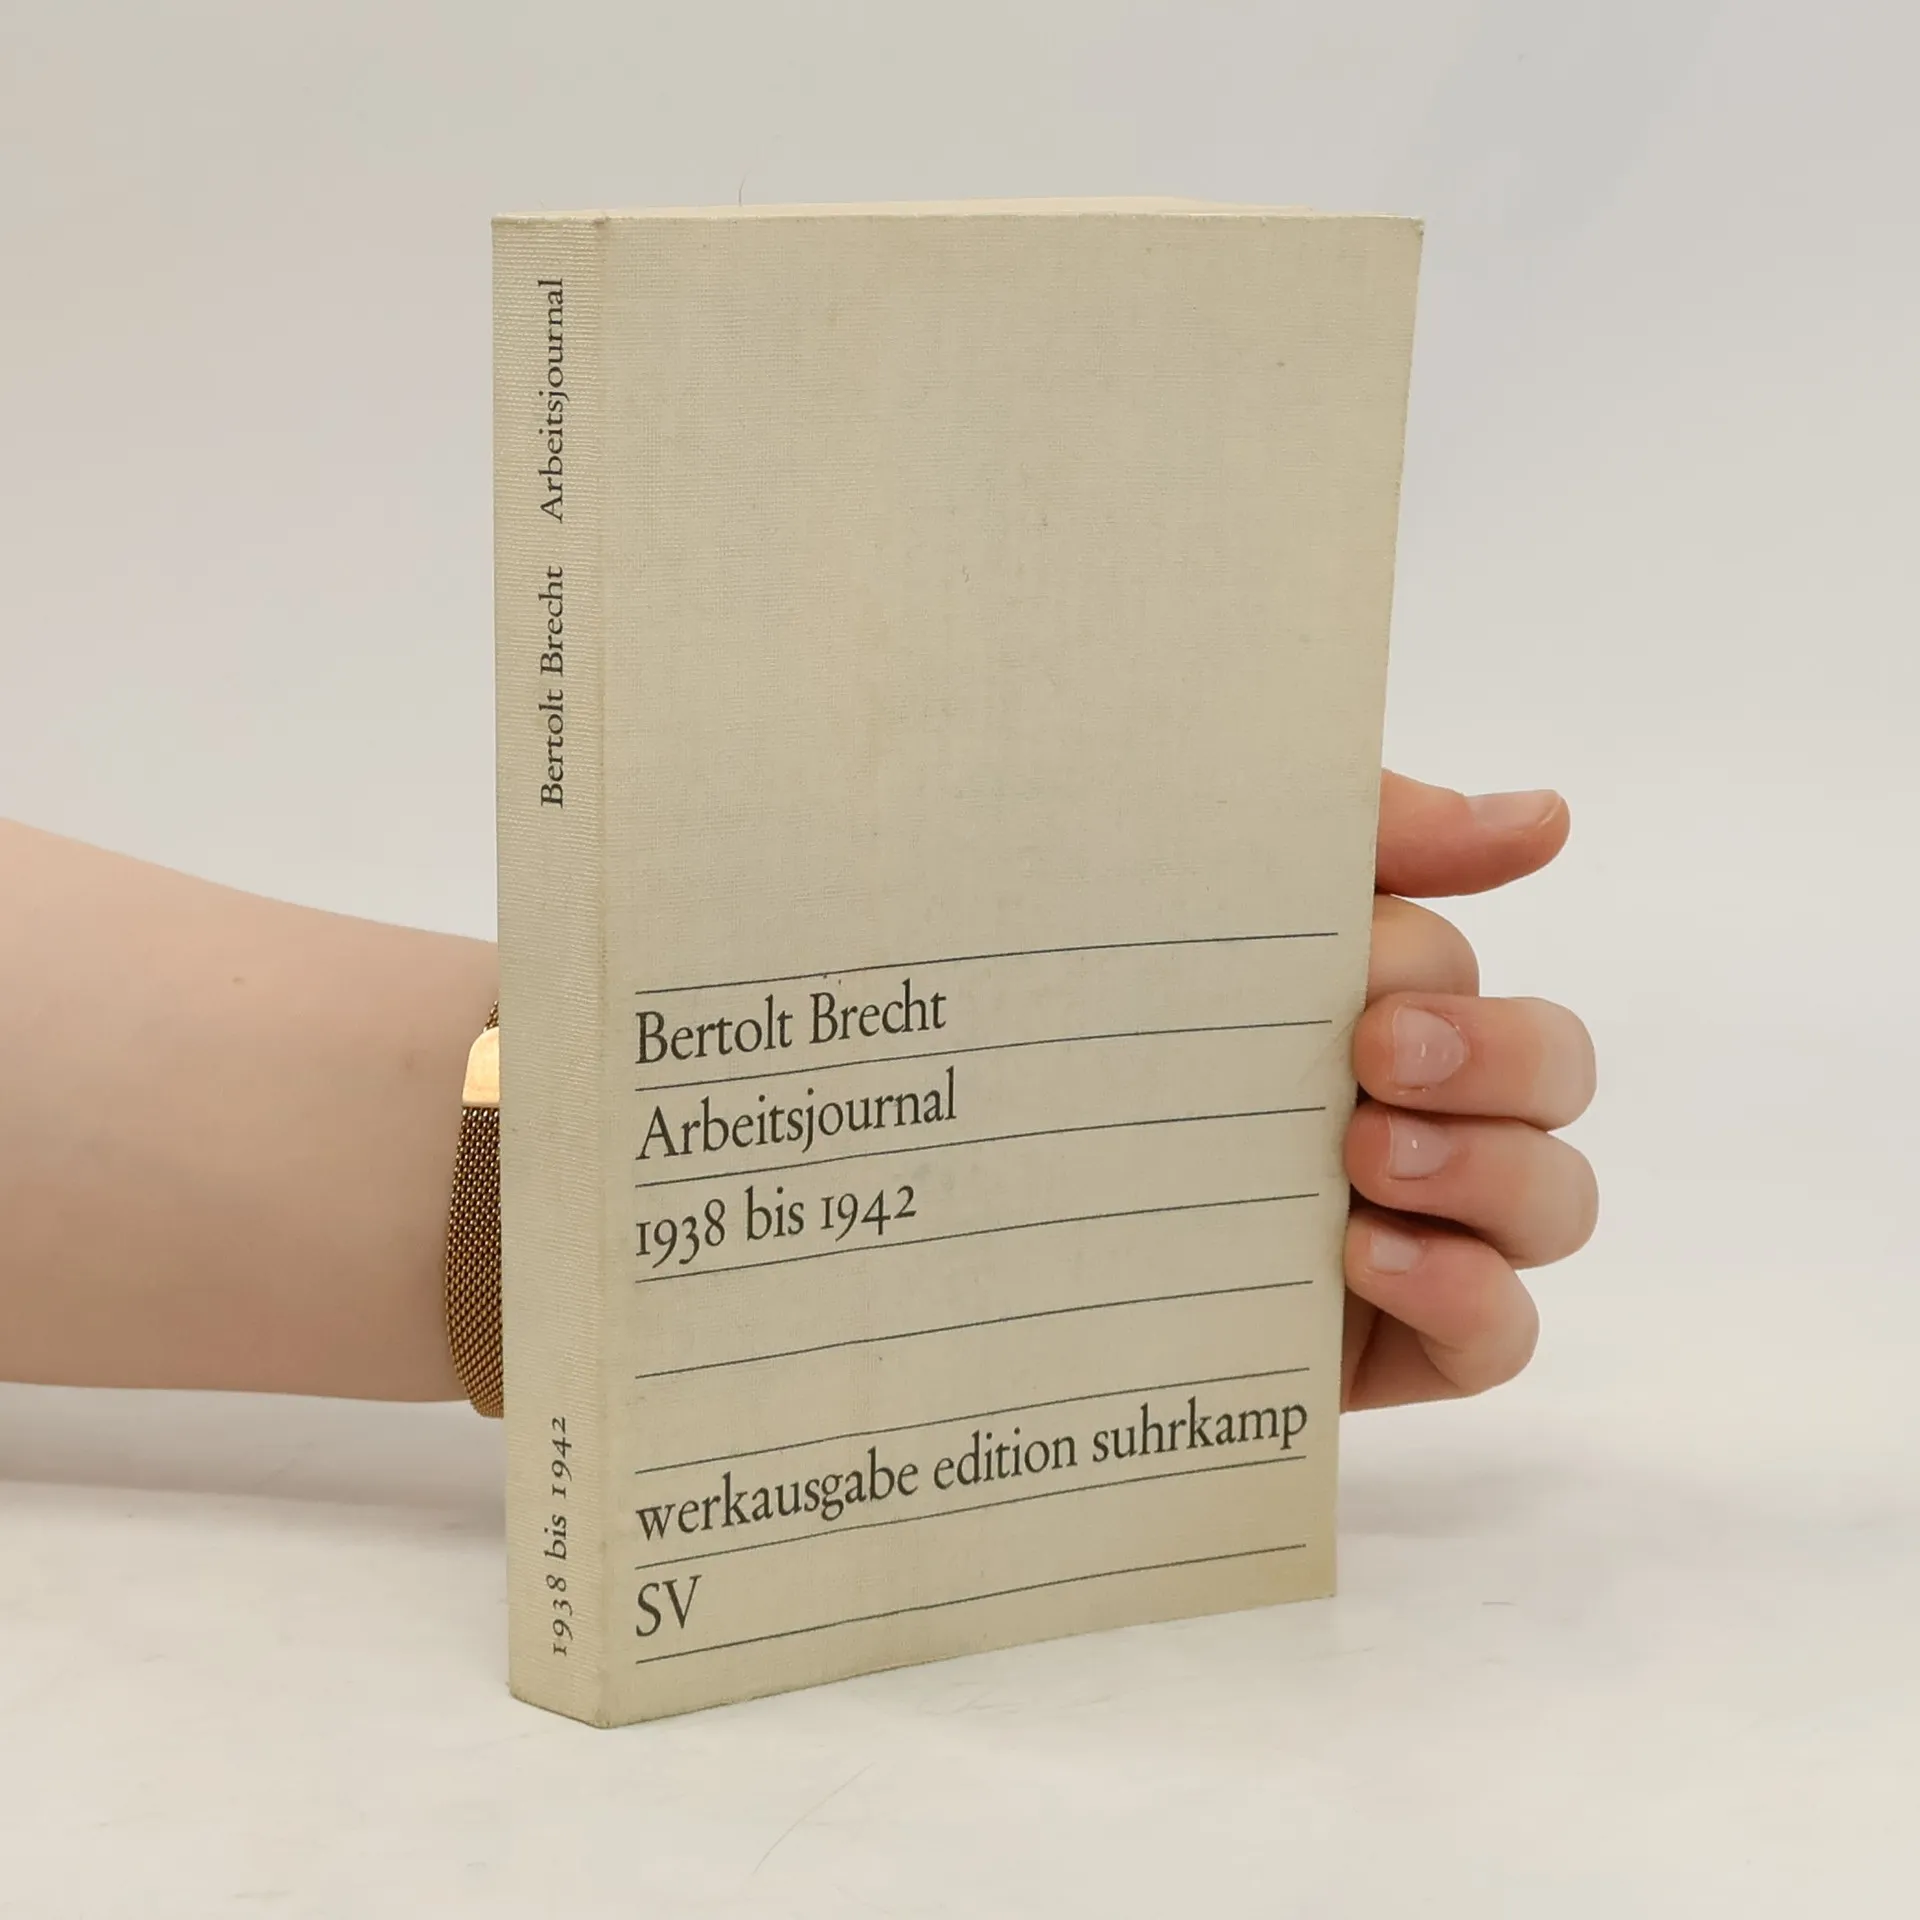 Bertolt Brecht Arbeitsjournal
1938 bis 1942
Bertolt Brecht
Arbeitsjournal
1938 bis 1942
werkausgabe edition suhrkamp
SV